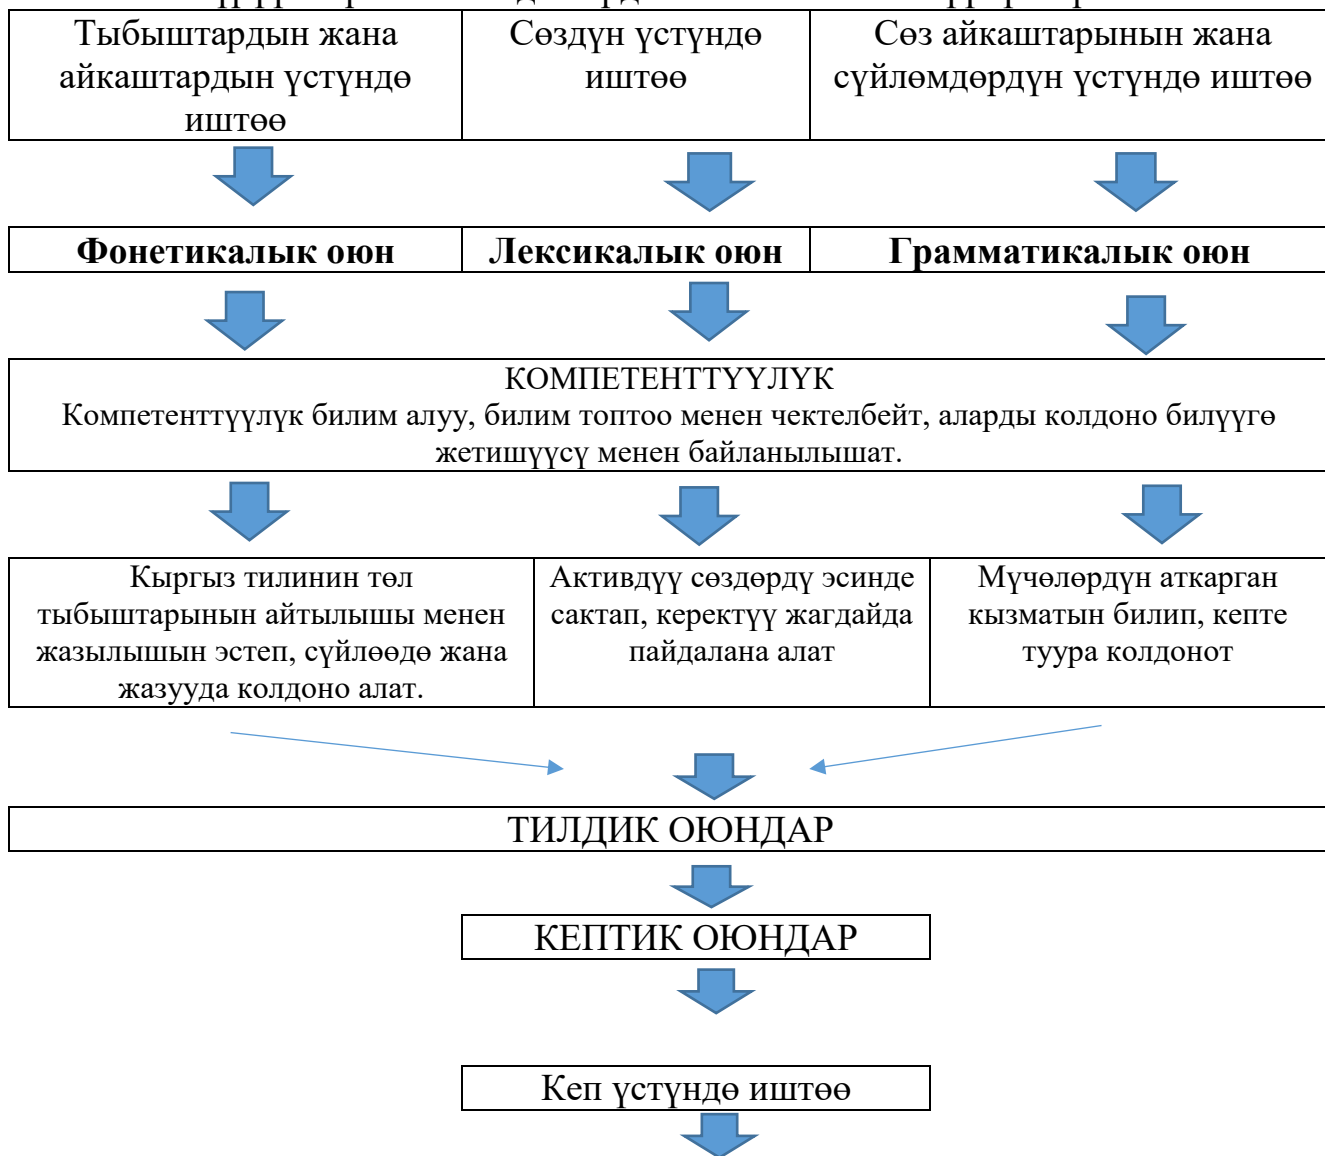 Тыбыштардын жана
айкаштардын үстүндө
иштөө
Сөздүн үстүндө
иштөө
Сөз айкаштарынын жана
сүйлөмдөрдүн үстүндө иштөө
Фонетикалык оюн
Лексикалык оюн
Грамматикалык оюн
КОМПЕТЕНТТҮҮЛҮК
Компетенттүүлүк билим алуу, билим топтоо менен чектелбейт, аларды колдоно билүүгө
жетишүүсү менен байланылышат.
Кыргыз тилинин төл
тыбыштарынын айтылышы менен
жазылышын эстеп, сүйлөөдө жана
жазууда колдоно алат.
Активдүү сөздөрдү эсинде
сактап, керектүү жагдайда
пайдалана алат
Мүчөлөрдүн аткарган
кызматын билип, кепте
туура колдонот
ТИЛДИК ОЮНДАР
КЕПТИК ОЮНДАР
Кеп үстүндө иштөө